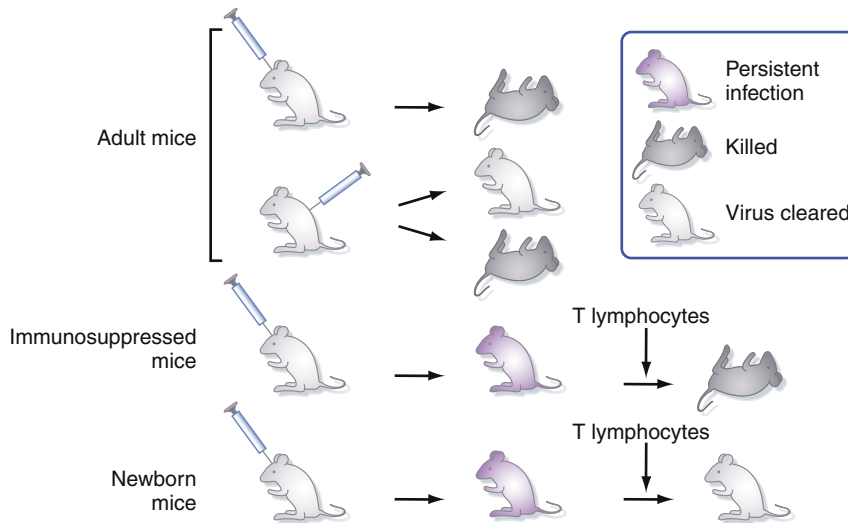 Adult mice
Persistent
infection
Killed
Virus cleared
Immunosuppressed
mice
T lymphocytes
Newborn
mice
T lymphocytes